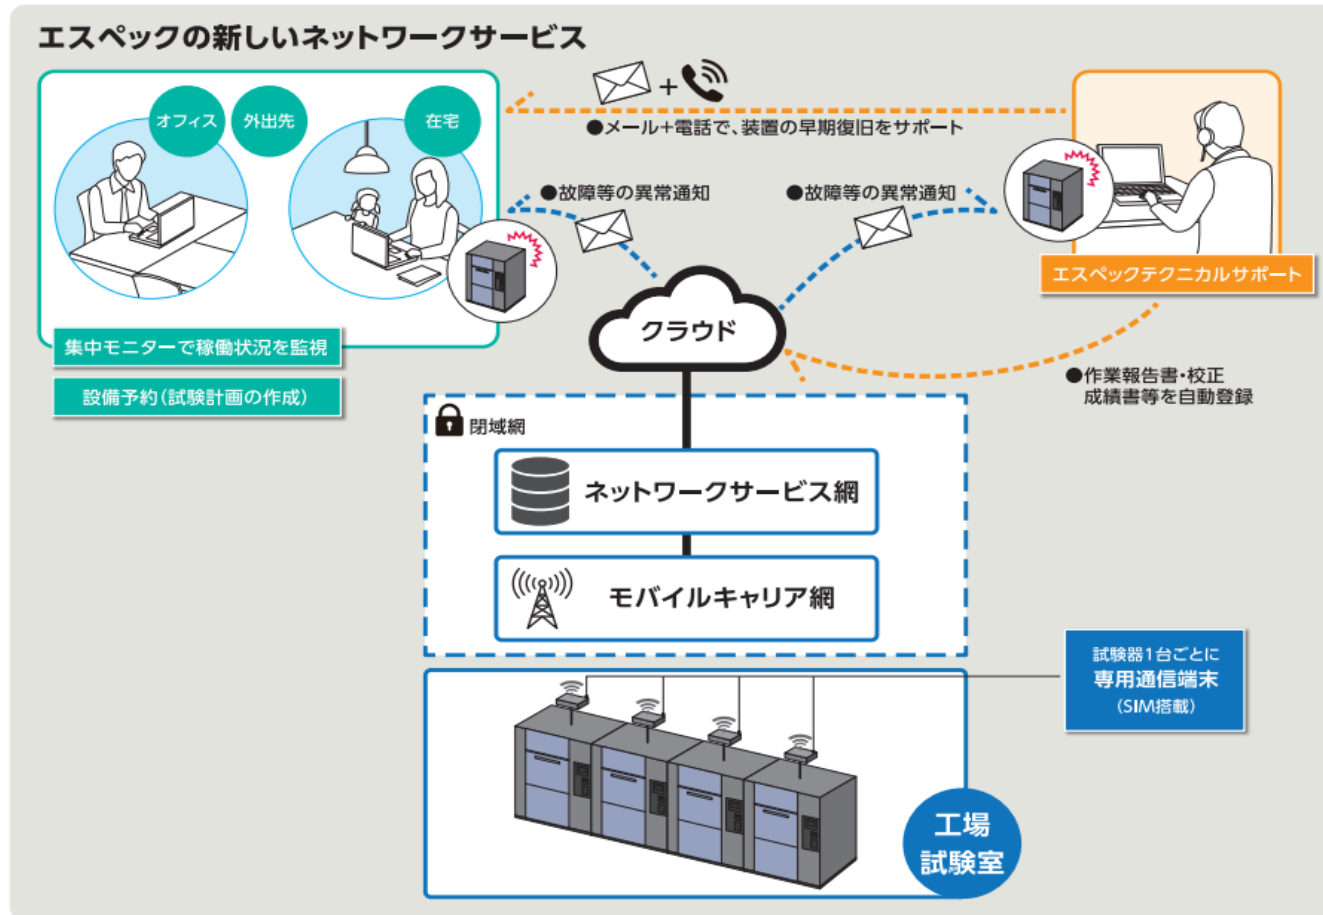 エスペックの新しいネットワークサービス
オフィス
外出先
在宅
+
●メール+電話で、装置の早期復旧をサポート
●故障等の異常通知
●故障等の異常通知
エスペックテクニカルサポート
クラウド
集中モニターで稼働状況を監視
設備予約(試験計画の作成)
●作業報告書・校正
成績書等を自動登録
閉域網
ネットワークサービス網
モバイルキャリア網
試験器1台ごとに
専用通信端末
(SIM搭載)
工場
試験室